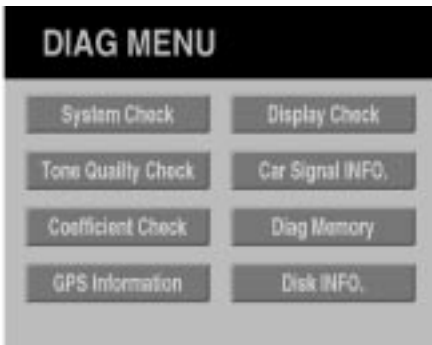 DIAG MENU
System Check
Display Check
Tone Quality Check
Car Signal INFO.
Coefficient Check
Diag Memory
GPS Information
Disk INFO.